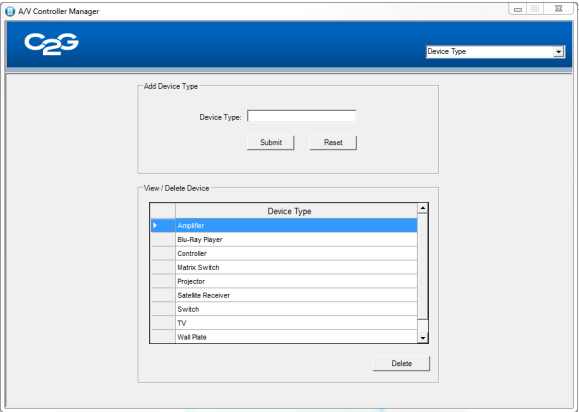 A/V Controller Manager
C2G
Device Type
Add Device Type
Device Type:
Submit Reset
View / Delete Device
Device Type
Amplifier
Blu-Ray Player
Controller
Matrix Switch
Projector
Satellite Receiver
Switch
TV
Wall Plate
Delete